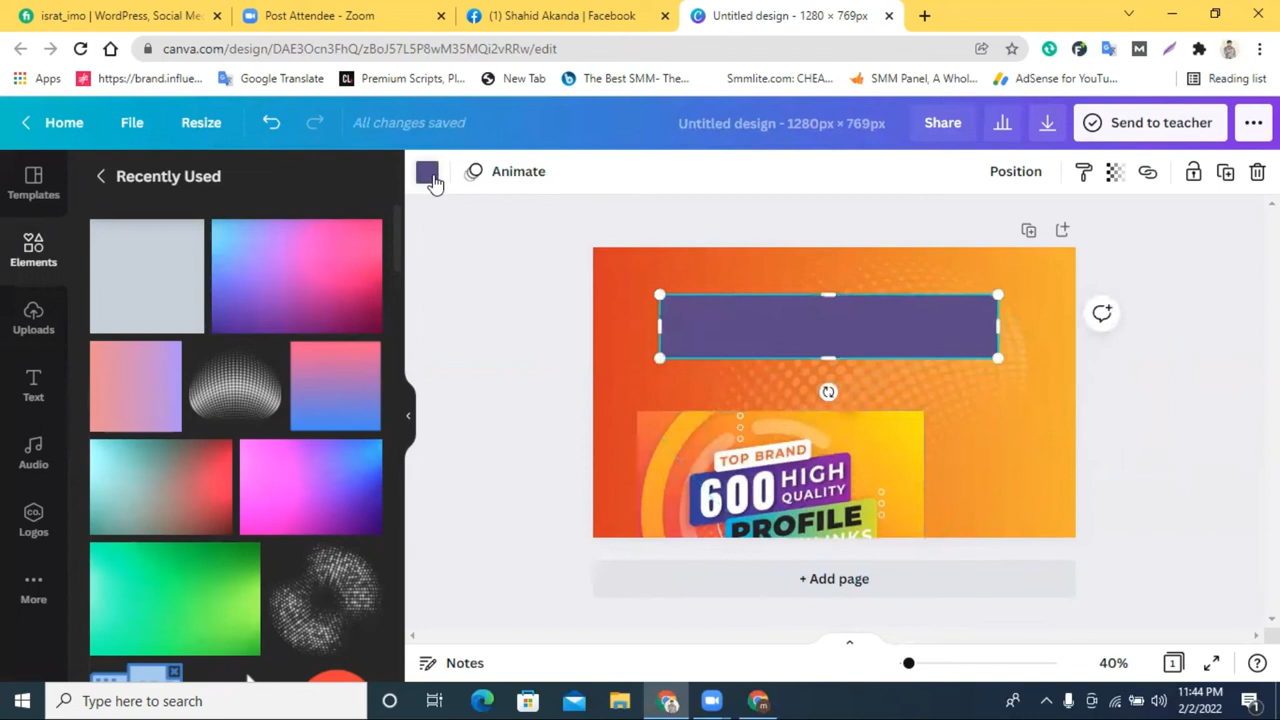 israt_imo | WordPress, Social Me
Post Attendee - Zoom
(1) Shahid Akanda | Facebook
Untitled design - 1280 × 769px
canva.com/design/DAE3Ocn3FhQ/zBoJ57L5P8wM35MQi2vRRw/edit
Apps
https://brand.influe...
Google Translate
Premium Scripts, Pl...
New Tab
The Best SMM- The...
Smmlite.com: CHEA...
SMM Panel, A Whol...
AdSense for YouTu...
Reading list
Home
File
Resize
All changes saved
Untitled design - 1280px × 769px
Share
Send to teacher
Templates
Elements
Uploads
Text
Audio
Logos
More
Recently Used
Animate
Position
TOP BRAND
600 HIGH
QUALITY
PROFILE
+ Add page
Notes
40%
1
Type here to search
11:44 PM
2/2/2022